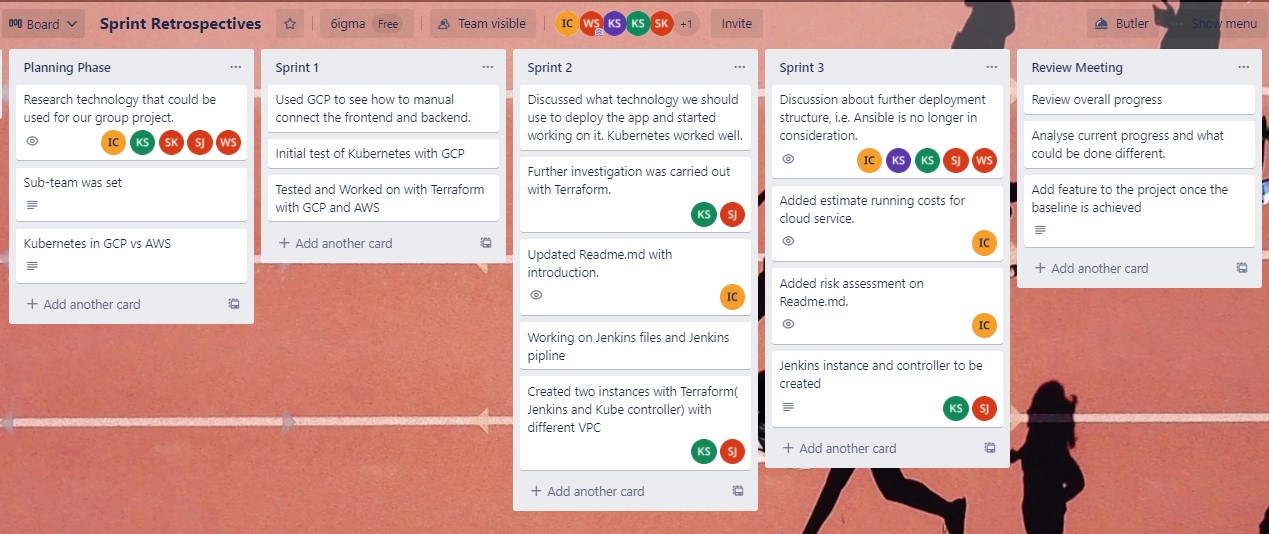 Board
Sprint Retrospectives
6igma
Free
Team visible
IC
WS
KS
KS
SK
+1
Invite
Butler
Show menu
Planning Phase
Research technology that could be
used for our group project.
IC
KS
SK
SJ
WS
Sub-team was set
Kubernetes in GCP vs AWS
+ Add another card
Sprint 1
Used GCP to see how to manual
connect the frontend and backend.
Initial test of Kubernetes with GCP
Tested and Worked on with Terraform
with GCP and AWS
+ Add another card
Sprint 2
Discussed what technology we should
use to deploy the app and started
working on it. Kubernetes worked well.
Further investigation was carried out
with Terraform.
KS
SJ
Updated Readme.md with
introduction.
IC
Working on Jenkins files and Jenkins
pipline
Created two instances with Terraform(
Jenkins and Kube controller) with
different VPC
KS
SJ
+ Add another card
Sprint 3
Discussion about further deployment
structure, i.e. Ansible is no longer in
consideration.
IC
KS
KS
SJ
WS
Added estimate running costs for
cloud service.
IC
Added risk assessment on
Readme.md.
IC
Jenkins instance and controller to be
created
KS
SJ
+ Add another card
Review Meeting
Review overall progress
Analyse current progress and what
could be done different.
Add feature to the project once the
baseline is achieved
+ Add another card